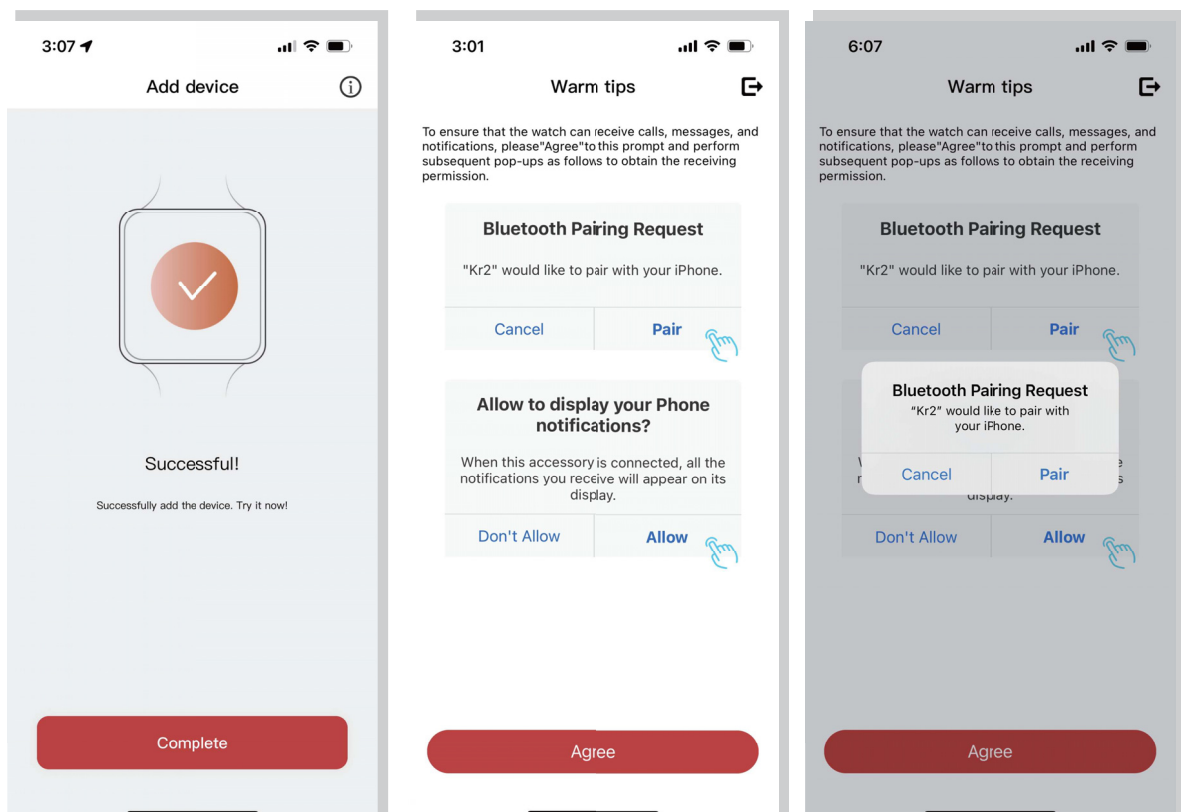 3:07
Add device
Successful!
Successfully add the device. Try it now!
Complete
3:01
Warm tips
To ensure that the watch can receive calls, messages, and
notifications, please"Agree"to this prompt and perform
subsequent pop-ups as follows to obtain the receiving
permission.
Bluetooth Pairing Request
"Kr2" would like to pair with your iPhone.
Cancel
Pair
Allow to display your Phone
notifications?
When this accessory is connected, all the
notifications you receive will appear on its
display.
Don't Allow
Allow
Agree
6:07
Warm tips
To ensure that the watch can receive calls, messages, and
notifications, please"Agree"to this prompt and perform
subsequent pop-ups as follows to obtain the receiving
permission.
Bluetooth Pairing Request
"Kr2" would like to pair with your iPhone.
Cancel
Pair
Bluetooth Pairing Request
"Kr2" would like to pair with
your iPhone.
Cancel
Pair
display.
Don't Allow
Allow
Agree